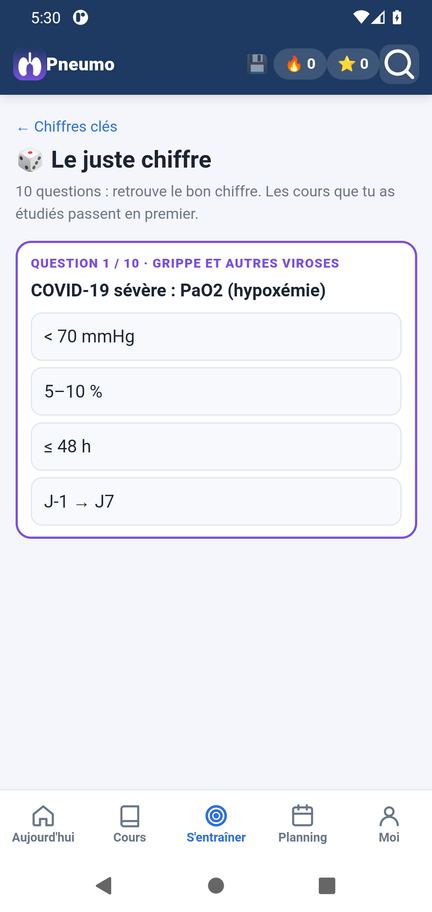 5:30
Pneumo
💾 🔥 0 ⭐ 0
← Chiffres clés
🎲 Le juste chiffre
10 questions : retrouve le bon chiffre. Les cours que tu as
étudiés passent en premier.
QUESTION 1 / 10 · GRIPPE ET AUTRES VIROSES
COVID-19 sévère : PaO2 (hypoxémie)
< 70 mmHg
5–10 %
≤ 48 h
J-1 → J7
Aujourd'hui Cours S'entraîner Planning Moi